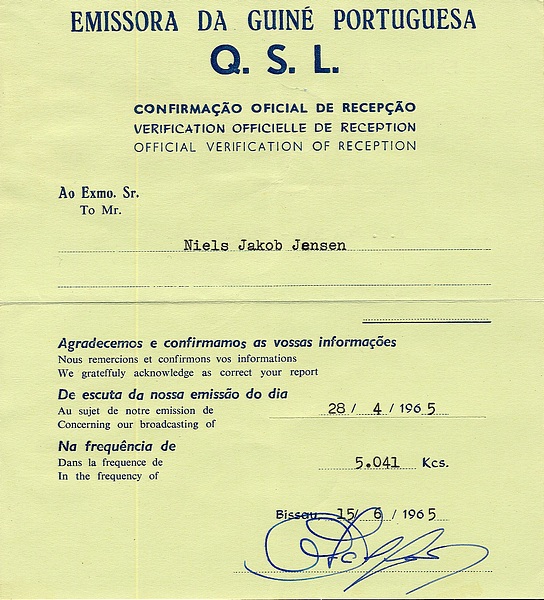 EMISSORA DA GUINÉ PORTUGUESA
Q. S. L.
CONFIRMAÇÃO OFICIAL DE RECEPÇÃO
VERIFICATION OFFICIELLE DE RECEPTION
OFFICIAL VERIFICATION OF RECEPTION
Ao Exmo. Sr.
To Mr.
Niels Jakob Jensen
Agradecemos e confirmamos as vossas informações
Nous remercions et confirmons vos informations
We gratefuly acknowledge as correct your report
De escuta da nossa emissão do dia
Au sujet de notre emission de
Concerning our broadcasting of
28 / 4 / 1965
Na frequência de
Dans la frequence de
In the frequency of
5.041 Kcs.
Bissau, 15/ 6 / 1965